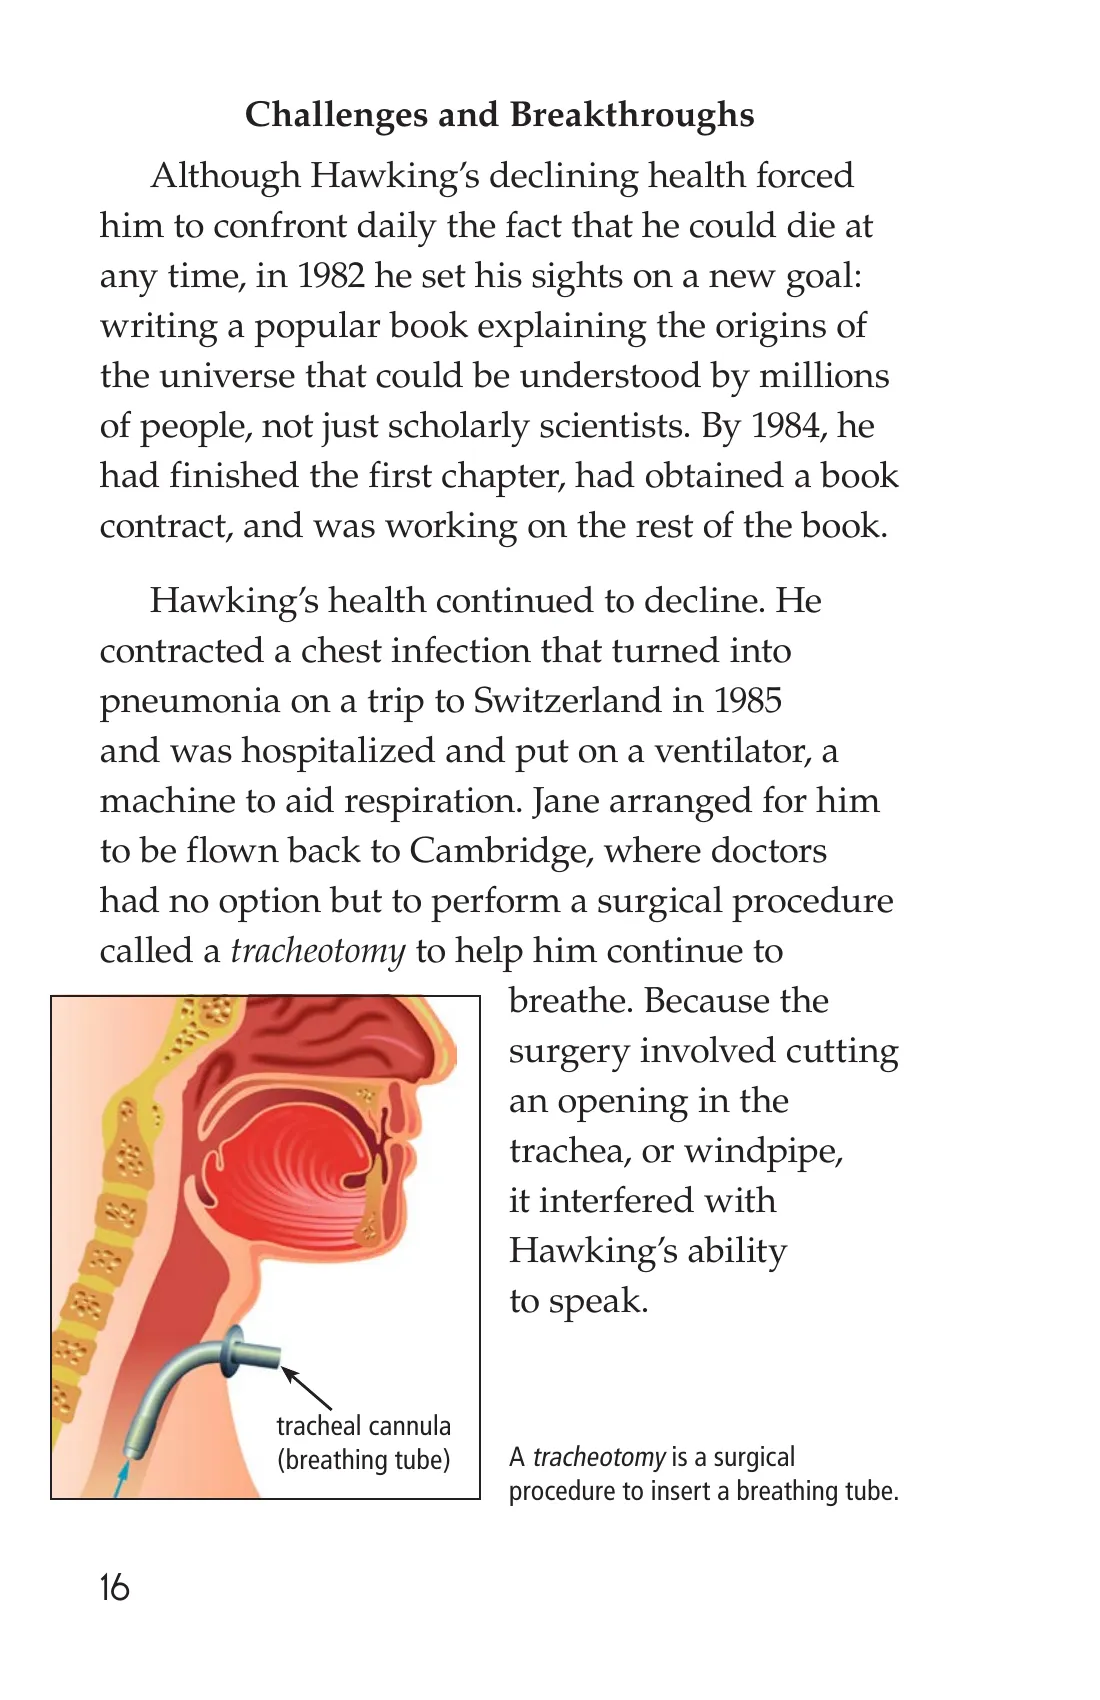 Challenges and Breakthroughs
Although Hawking’s declining health forced
him to confront daily the fact that he could die at
any time, in 1982 he set his sights on a new goal:
writing a popular book explaining the origins of
the universe that could be understood by millions
of people, not just scholarly scientists. By 1984, he
had finished the first chapter, had obtained a book
contract, and was working on the rest of the book.
Hawking’s health continued to decline. He
contracted a chest infection that turned into
pneumonia on a trip to Switzerland in 1985
and was hospitalized and put on a ventilator, a
machine to aid respiration. Jane arranged for him
to be flown back to Cambridge, where doctors
had no option but to perform a surgical procedure
called a tracheotomy to help him continue to
breathe. Because the
surgery involved cutting
an opening in the
trachea, or windpipe,
it interfered with
Hawking’s ability
to speak.
tracheal cannula
(breathing tube)
A tracheotomy is a surgical
procedure to insert a breathing tube.
16